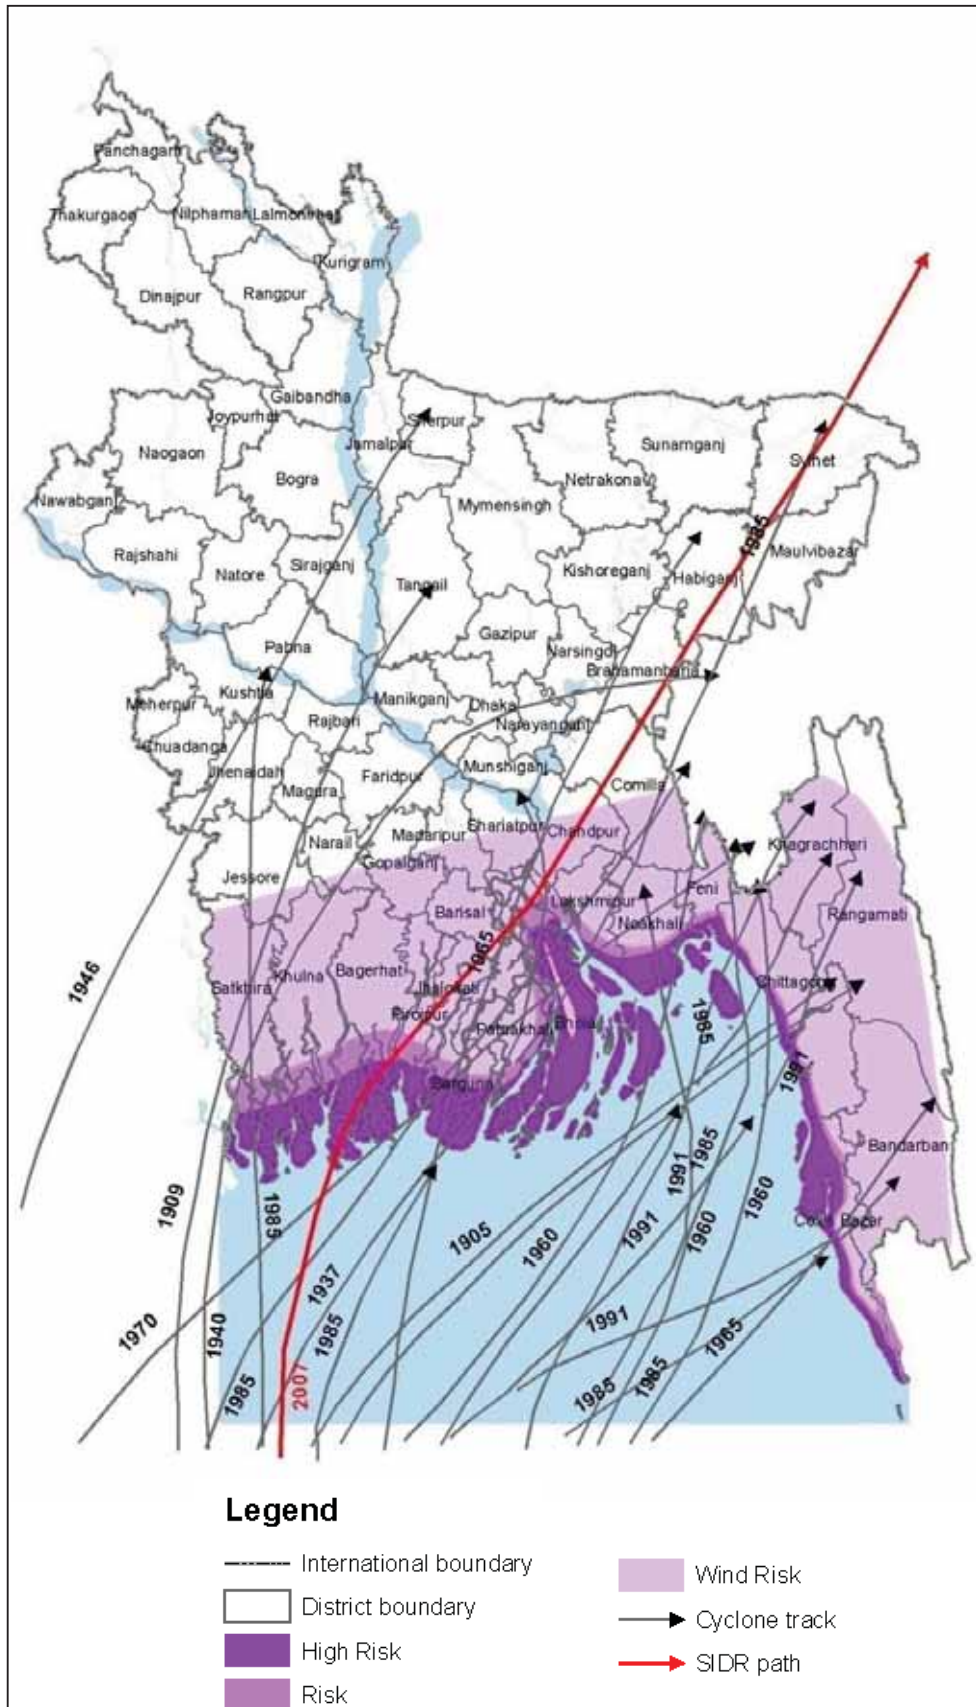 Panchagarh
Thakurgaon
Nilphamari
Lalmonirhat
Kurigram
Dinajpur
Rangpur
Gaibandha
Joypurhat
Sherpur
Jamalpur
Naogaon
Sunamganj
Sylhet
Bogra
Netrakona
Nawabganj
Mymensingh
1985
Rajshahi
Maulvibazar
Natore
Sirajganj
Tangail
Kishoreganj
Habiganj
Gazipur
Pabna
Narsingdi
Brahamanbaria
Kushtia
Meherpur
Manikganj
Dhaka
Rajbari
Narayanganj
Chuadanga
Jhenaidah
Faridpur
Munshiganj
Magura
Comilla
Shariatpur
Narail
Madaripur
Chandpur
Khagrachhari
Gopalganj
Jessore
Feni
Lakshmipur
Barisal
Noakhali
Rangamati
1946
1965
Bagerhat
Khulna
Satkhira
Jhalokati
Chittagong
Pirojpur
Patuakhali
Bhola
1985
1991
Barguna
Bandarban
1985
1991
1909
1985
1960
Cox's Bazar
1905
1960
1991
1960
1937
1970
1940
1985
1991
1965
1985
2007
1985
1985
Legend
International boundary
District boundary
High Risk
Risk
Wind Risk
Cyclone track
SIDR path